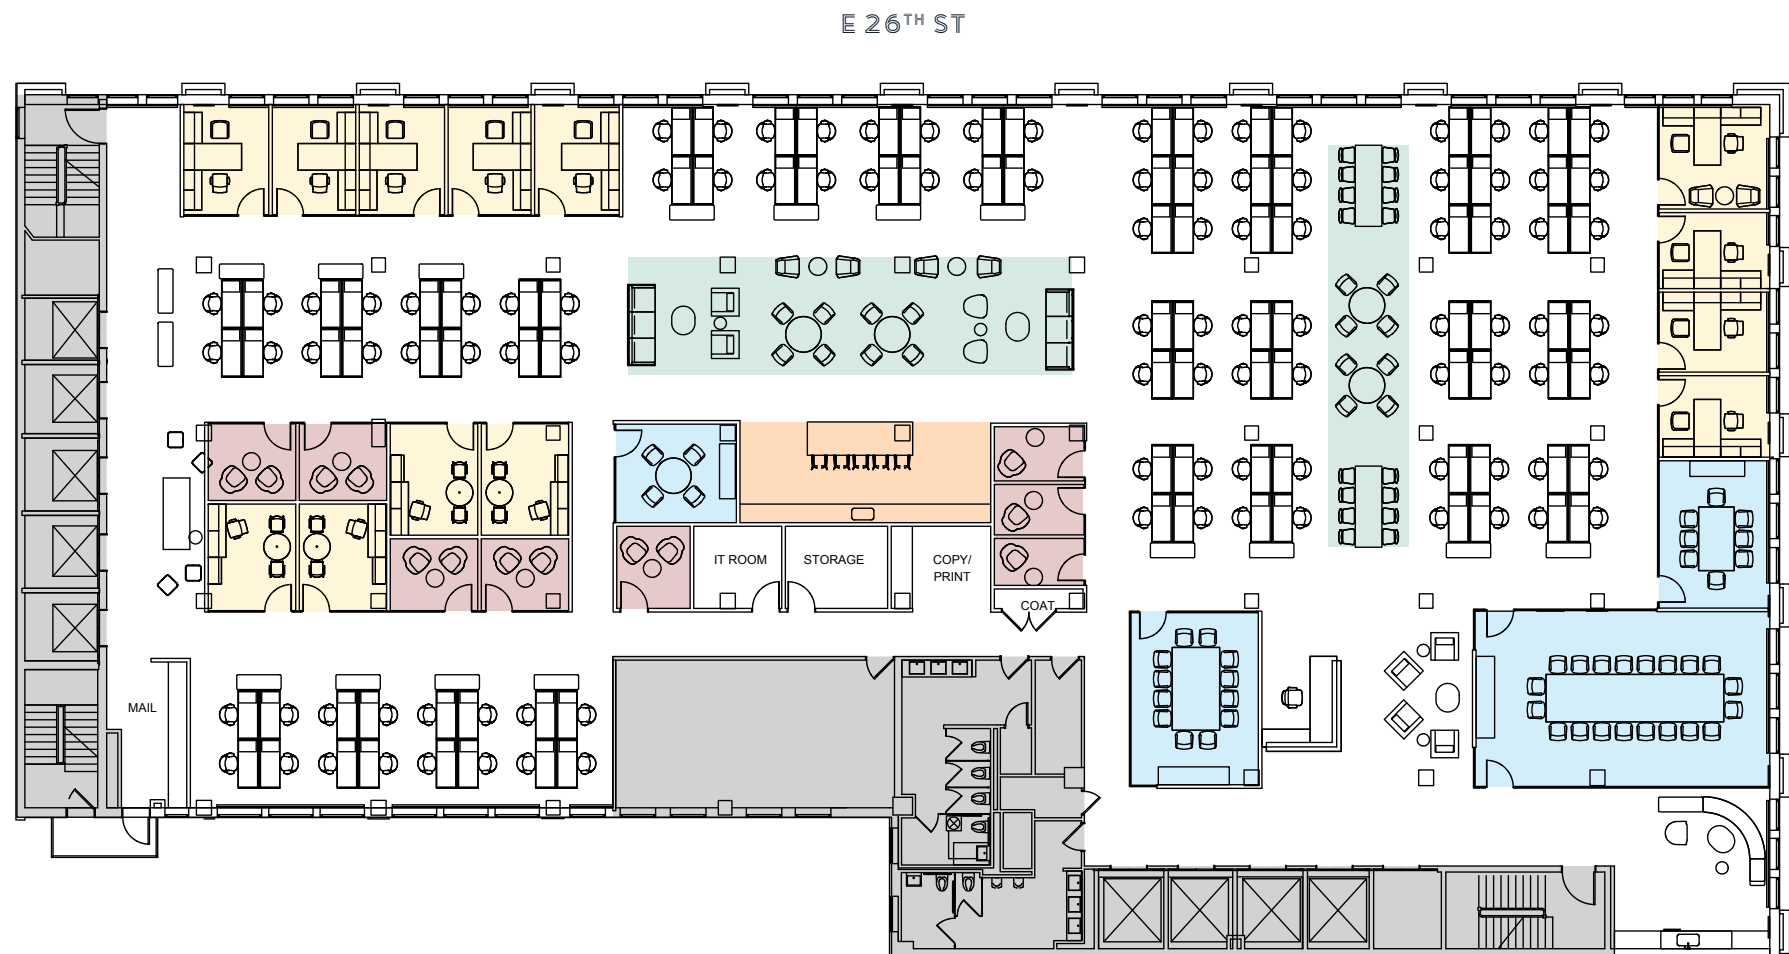 E 26TH ST
IT ROOM
STORAGE
COPY/
PRINT
COAT
MAIL